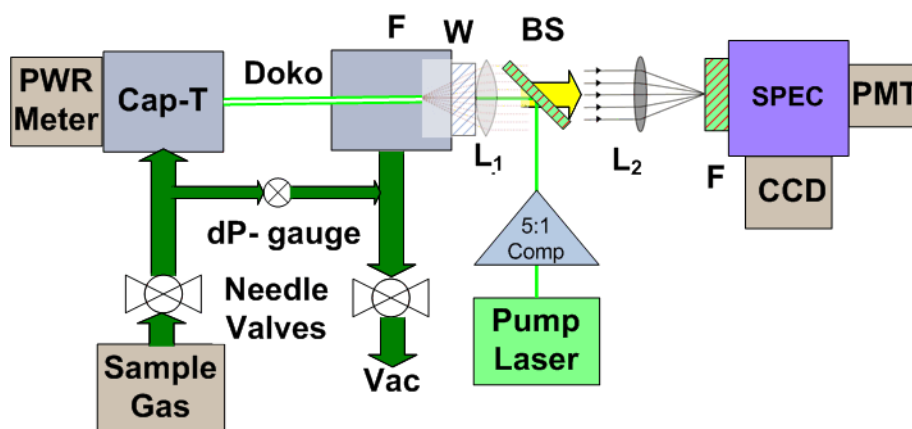 F
W
BS
PWR
Meter
Cap-T
Doko
SPEC
PMT
L1
L2
F
CCD
dP- gauge
5:1
Comp
Needle
Valves
Pump
Laser
Sample
Gas
Vac